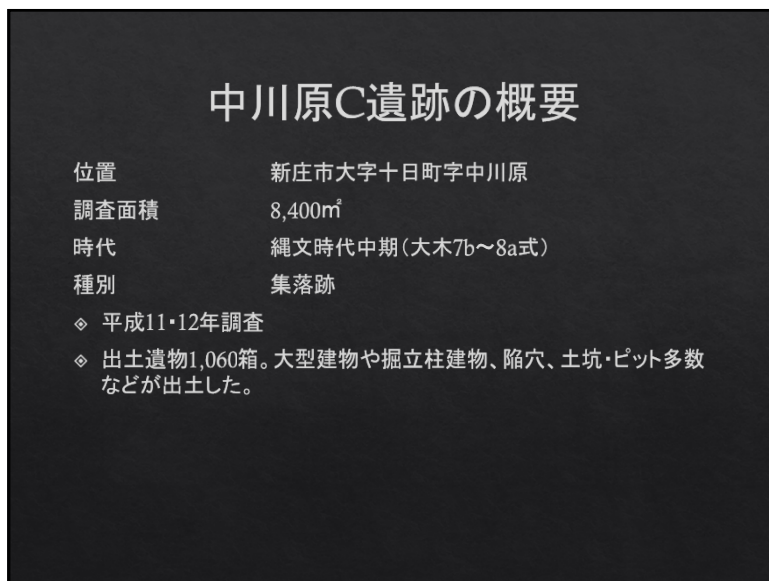 中川原C遺跡の概要
位置 新庄市大字十日町字中川原
調査面積 8,400㎡
時代 縄文時代中期（大木7b～8a式）
種別 集落跡
◈ 平成11・12年調査
◈ 出土遺物1,060箱。大型建物や掘立柱建物、陥穴、土坑・ピット多数
などが出土した。